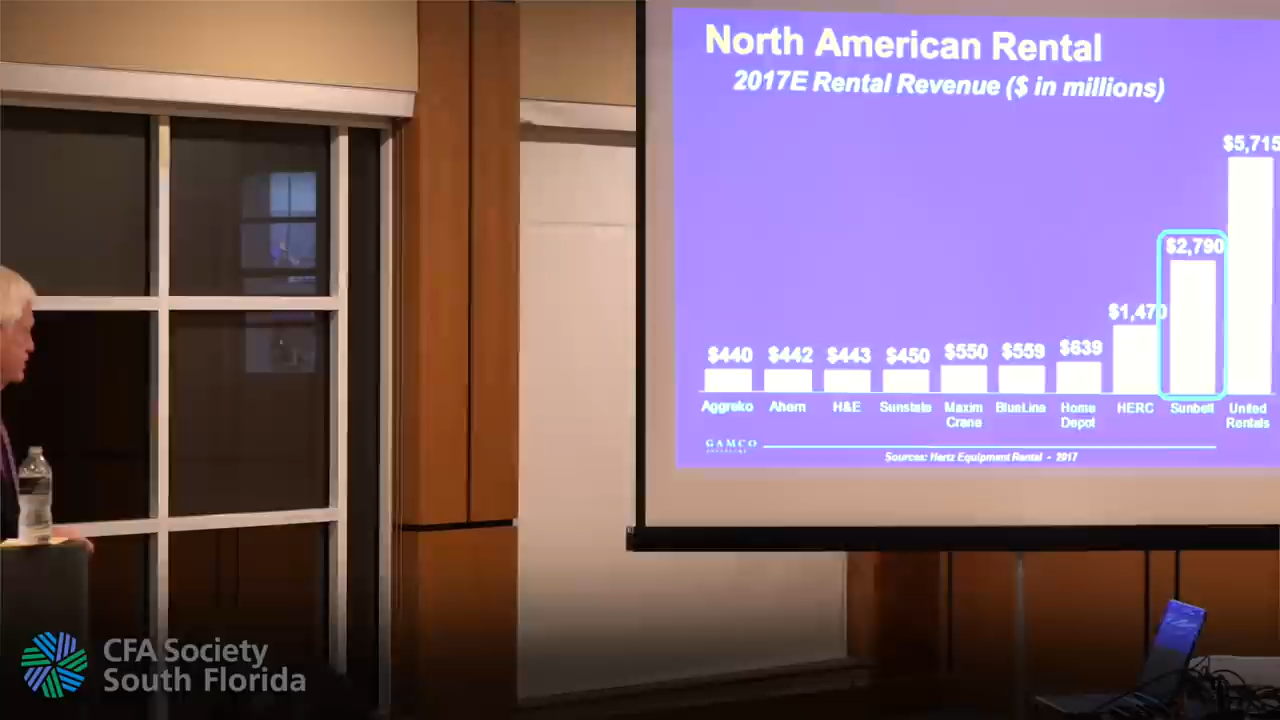 North American Rental
2017E Rental Revenue ($ in millions)
$5,715
$2,790
$1,470
$440 $442 $443 $450 $550 $559 $639
Aggreko Ahern H&E Sunstate Maxim Crane BlueLine Home Depot HERC Sunbelt United Rentals
GAMCO
Sources: Hertz Equipment Rental - 2017
CFA Society
South Florida